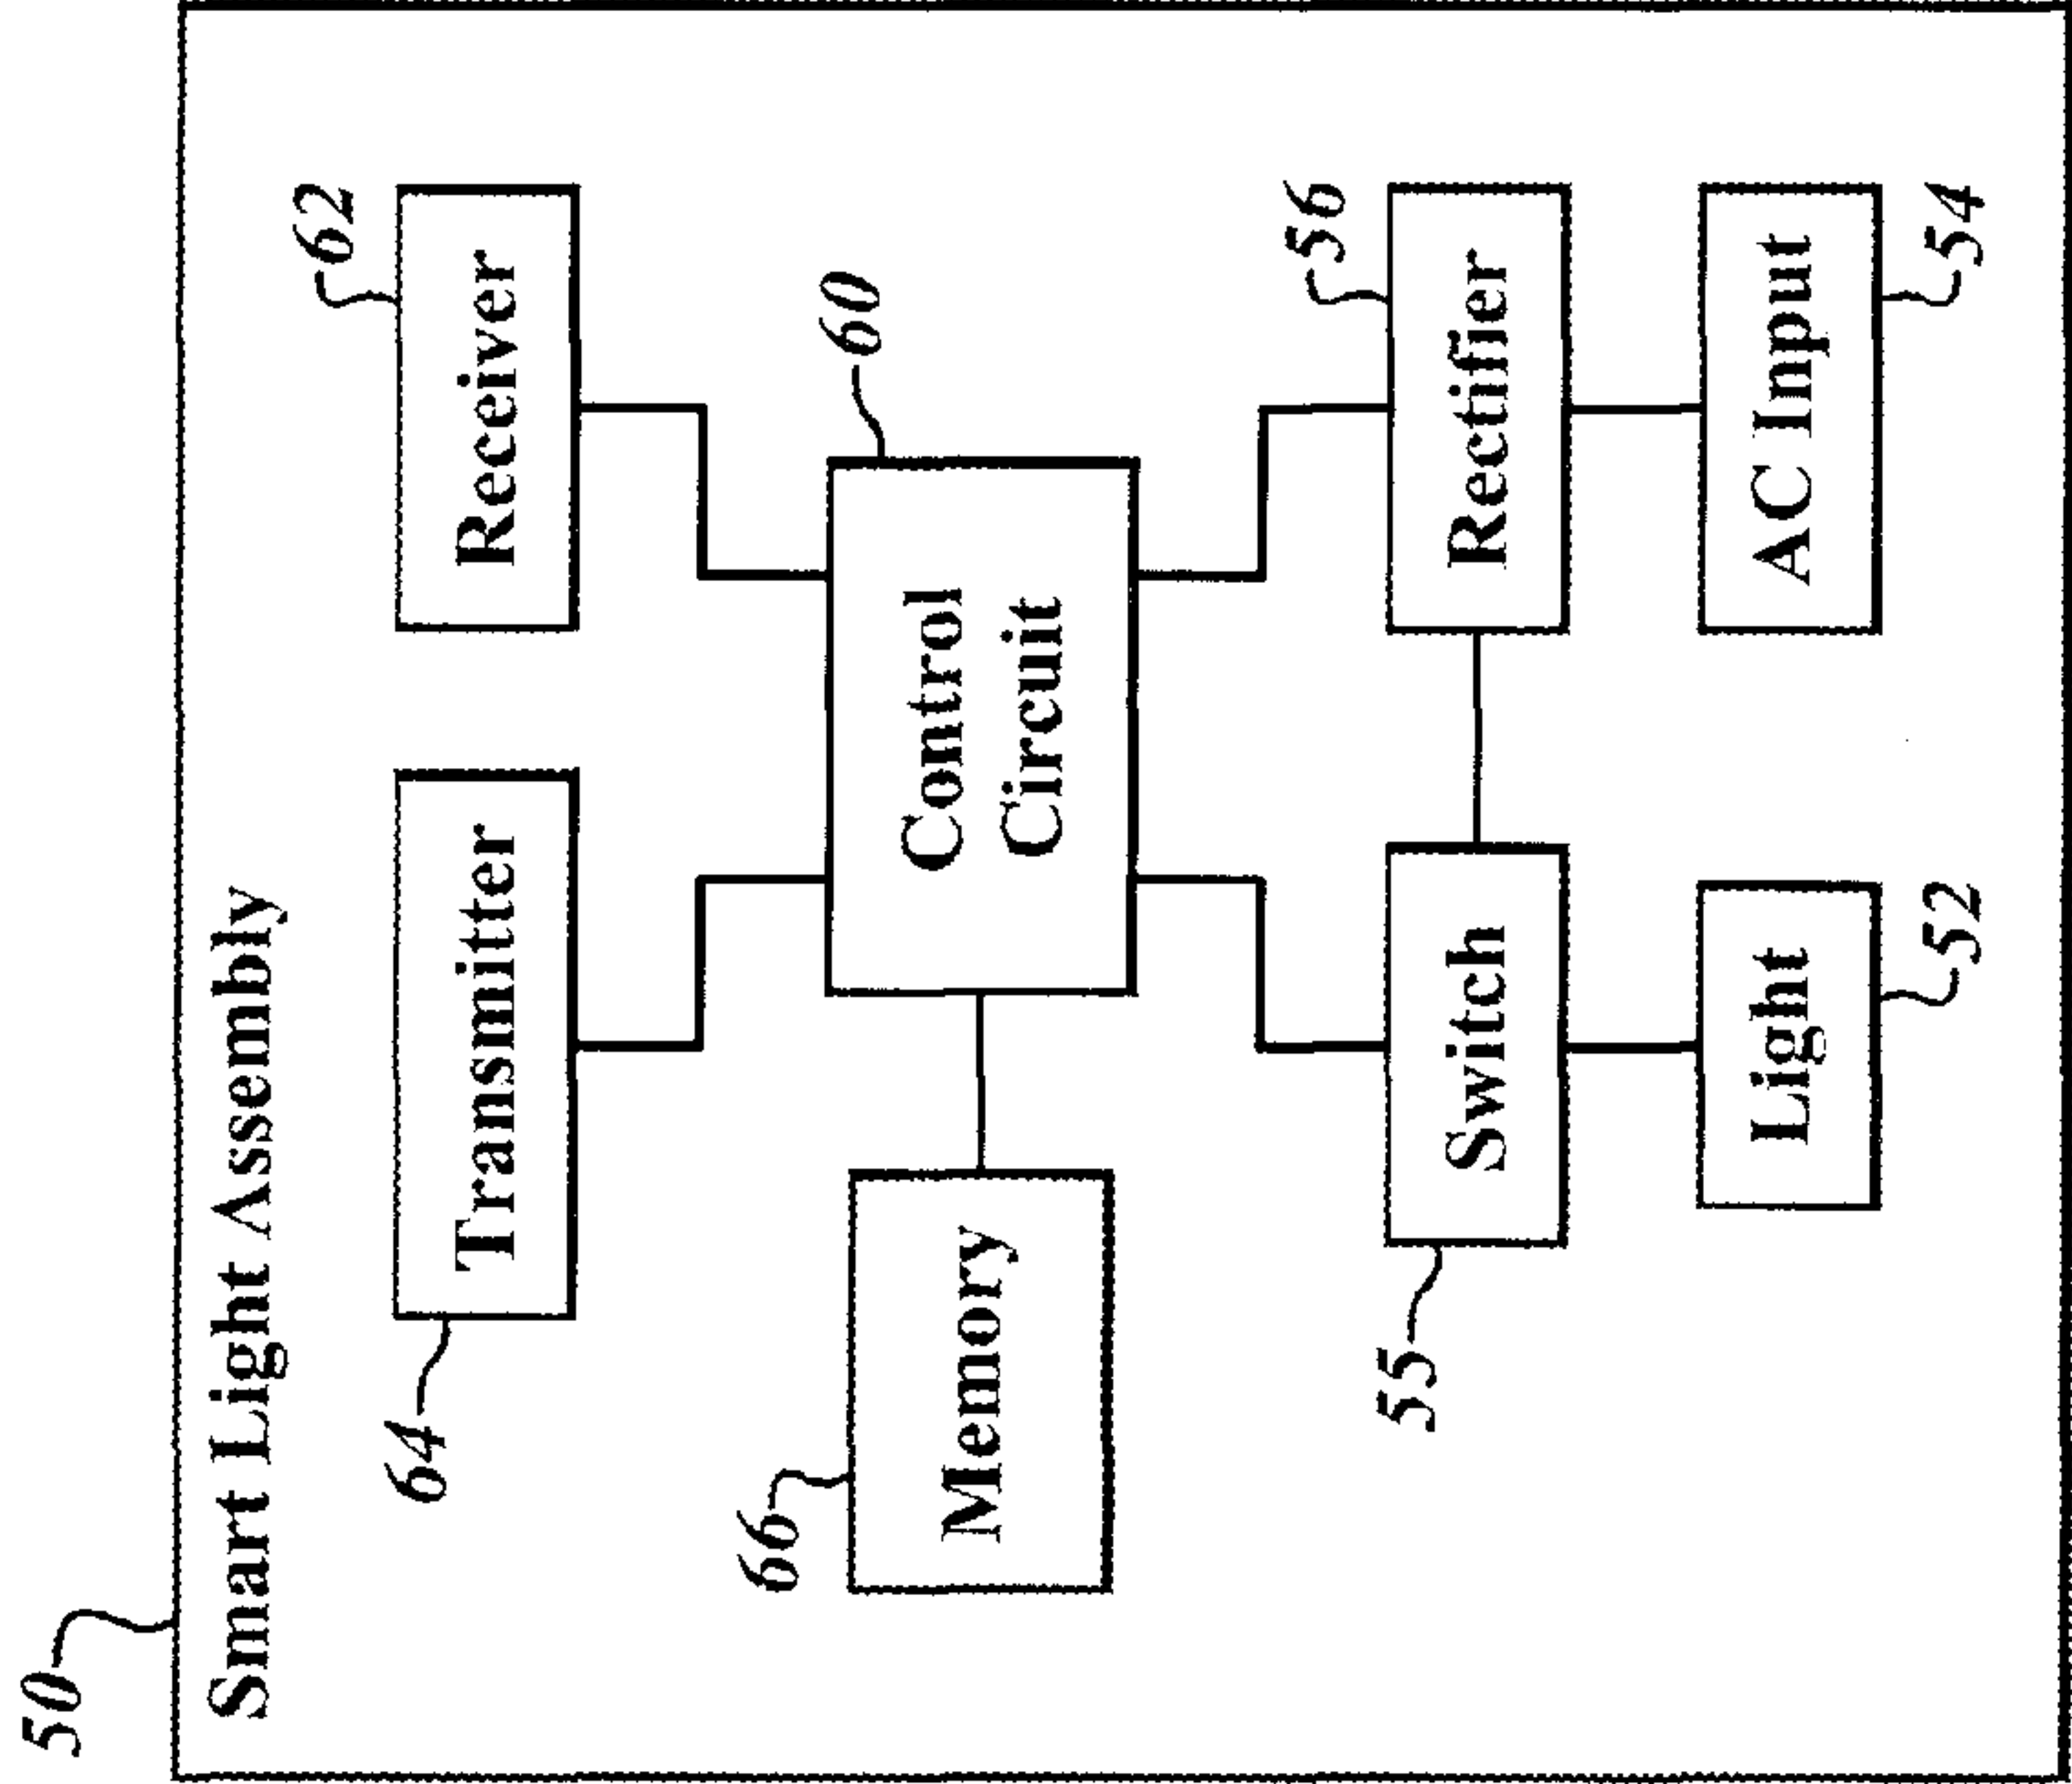 50
Smart Light Assembly
64
Transmitter
Receiver
62
66
Memory
Control
Circuit
60
55
Switch
Rectifier
56
Light
52
AC Input
54